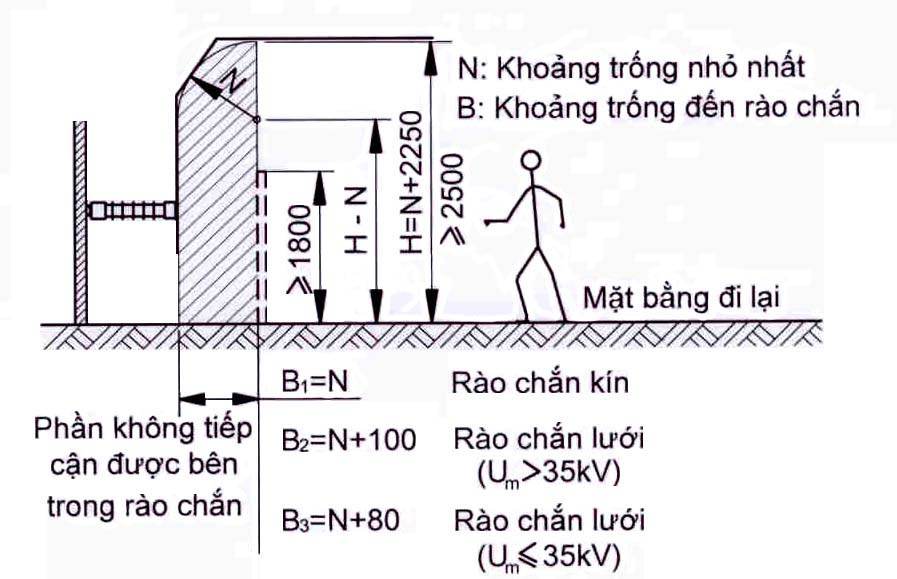 N: Khoảng trống nhỏ nhất
B: Khoảng trống đến rào chắn
N
≥1800
H - N
H=N+2250
≥2500
Mặt bằng đi lại
B₁=N Rào chắn kín
Phần không tiếp
cận được bên
trong rào chắn
B₂=N+100 Rào chắn lưới
(Uₘ>35kV)
B₃=N+80 Rào chắn lưới
(Uₘ≤35kV)